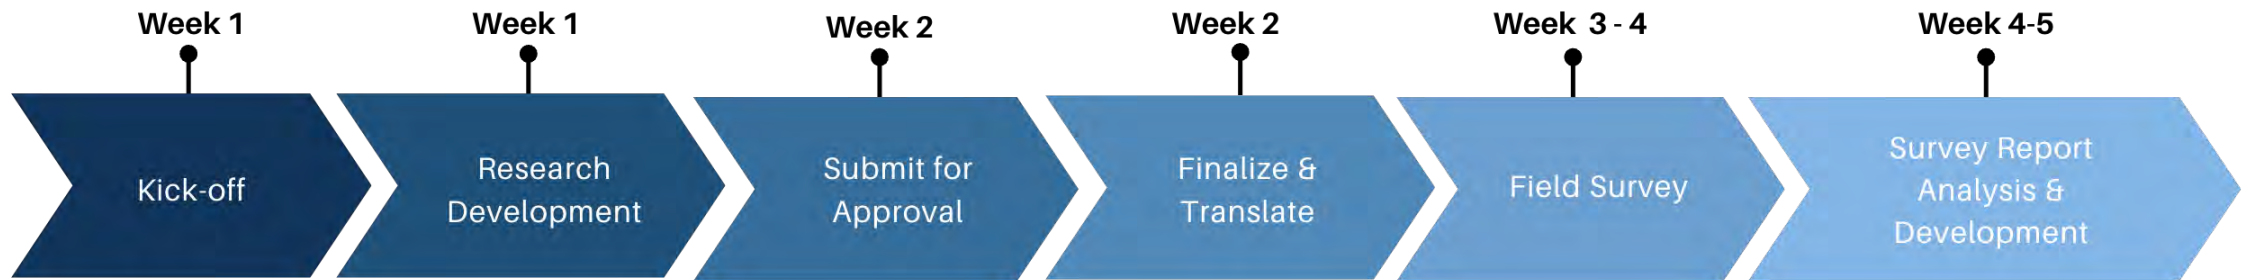 Week 1
Kick-off
Week 1
Research
Development
Week 2
Submit for
Approval
Week 2
Finalize &
Translate
Week 3 - 4
Field Survey
Week 4-5
Survey Report
Analysis &
Development